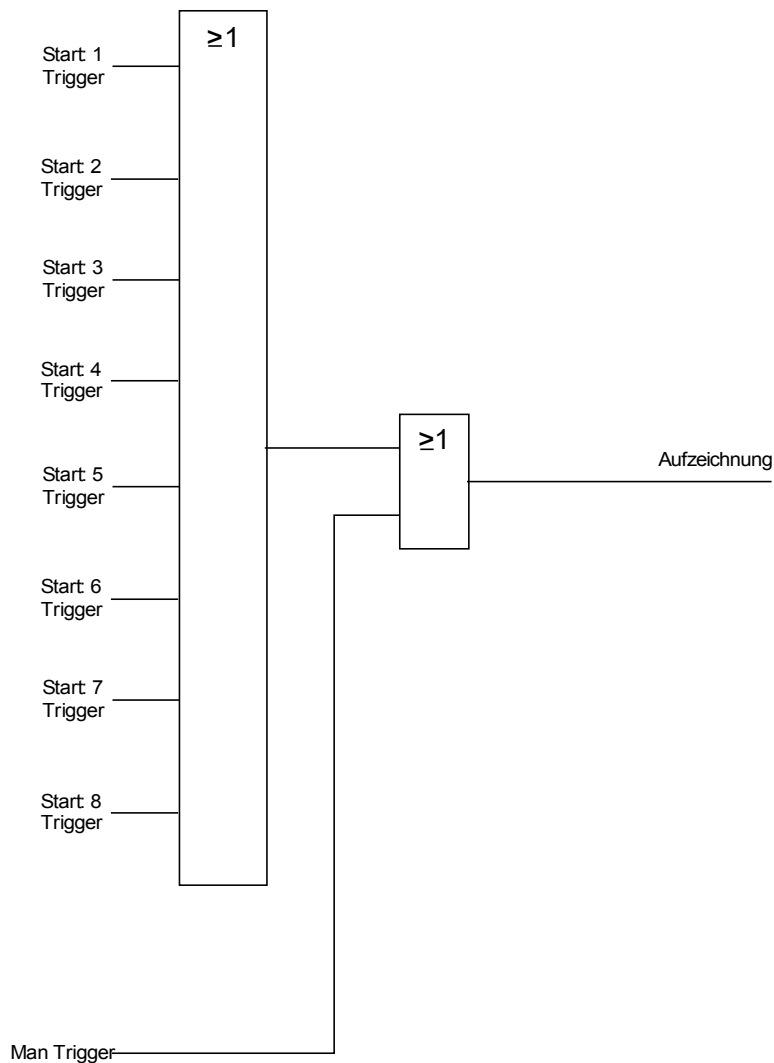 ≥1
Start: 1
Trigger
Start: 2
Trigger
Start: 3
Trigger
Start: 4
Trigger
≥1
Aufzeichnung
Start: 5
Trigger
Start: 6
Trigger
Start: 7
Trigger
Start: 8
Trigger
Man Trigger